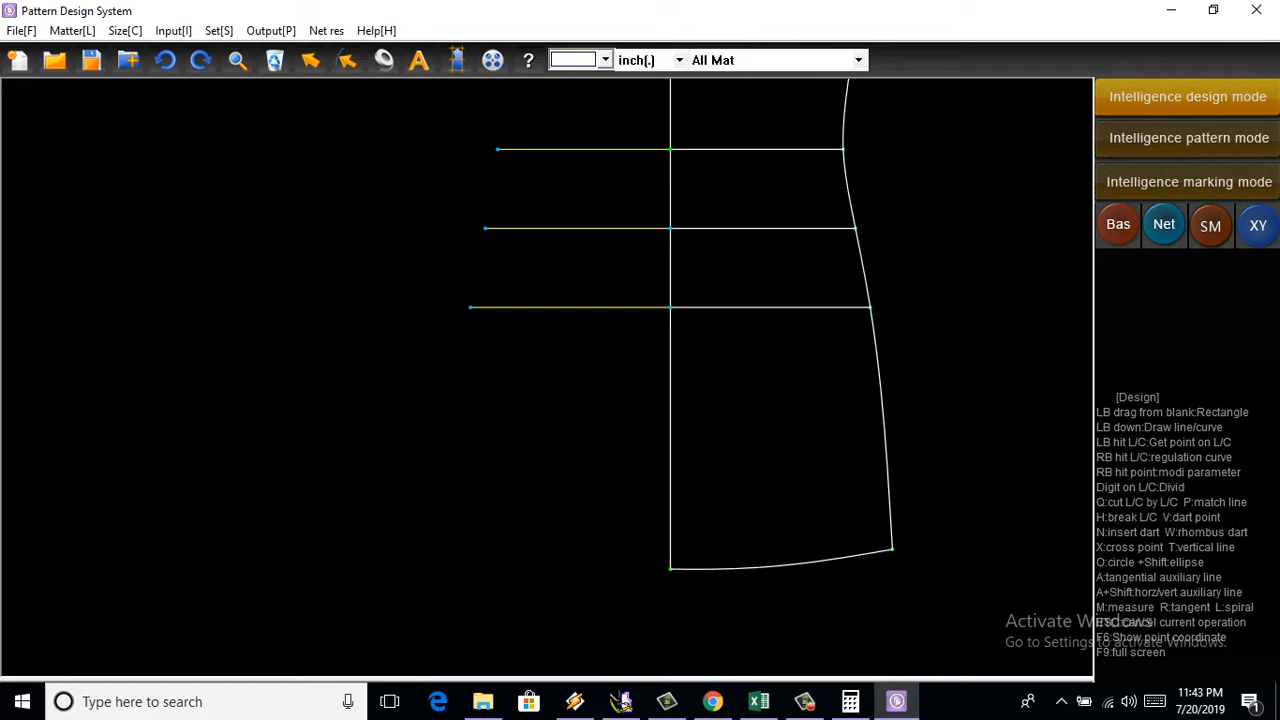 Pattern Design System
File[F] Matter[L] Size[C] Input[I] Set[S] Output[P] Net res Help[H]
A ? inch(.) All Mat
Intelligence design mode
Intelligence pattern mode
Intelligence marking mode
Bas Net SM XY
[Design]
LB drag from blank:Rectangle
LB down:Draw line/curve
LB hit L/C:Get point on L/C
RB hit L/C:regulation curve
RB hit point:modi parameter
Digit on L/C:Divid
Q:cut L/C by L/C P:match line
H:break L/C V:dart point
N:insert dart W:rhombus dart
X:cross point T:vertical line
O:circle +Shift:ellipse
A:tangential auxiliary line
A+Shift:horz/vert auxiliary line
M:measure R:tangent L:spiral
Activate Windows
ESC:cancel current operation
F6:Show point coordinate
Go to Settings to activate Windows.
F9:full screen
Type here to search
11:43 PM
7/20/2019
1